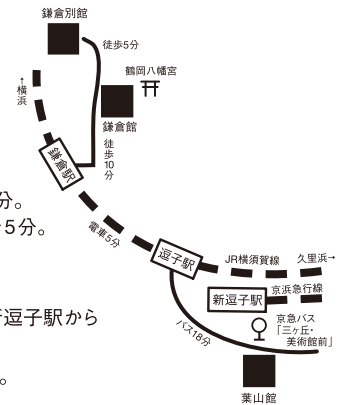 鎌倉別館
徒歩5分
鶴岡八幡宮
←横浜
鎌倉館
徒歩10分
鎌倉駅
分。
5分。
電車5分
逗子駅
JR横須賀線
久里浜→
京浜急行線
新逗子駅
新逗子駅から
バス18分
京急バス
「三ヶ丘・
美術館前」
葉山館
。